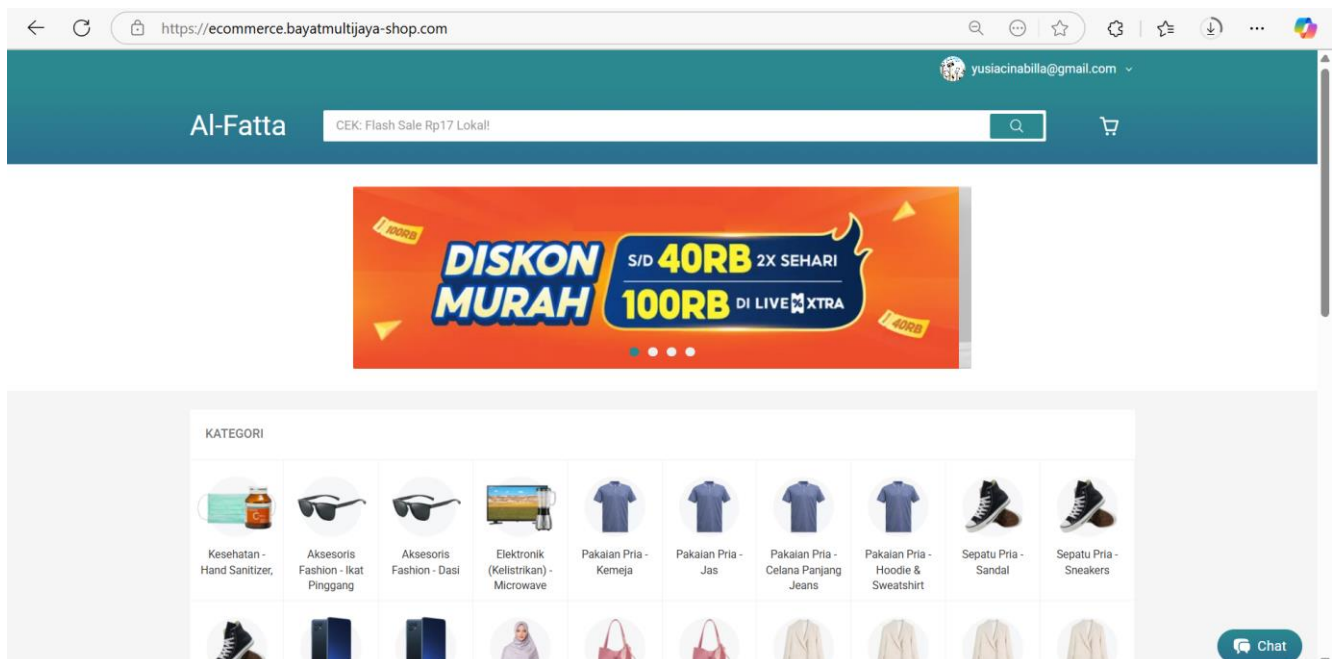 https://ecommerce.bayatmultijaya-shop.com
yusiacinabilla@gmail.com
Al-Fatta
CEK: Flash Sale Rp17 Lokal!
100RB
DISKON
MURAH
S/D 40RB 2X SEHARI
100RB DI LIVE XTRA
40RB
KATEGORI
Kesehatan -
Hand Sanitizer,
Aksesoris
Fashion - Ikat
Pinggang
Aksesoris
Fashion - Dasi
Elektronik
(Kelistrikan) -
Microwave
Pakaian Pria -
Kemeja
Pakaian Pria -
Jas
Pakaian Pria -
Celana Panjang
Jeans
Pakaian Pria -
Hoodie &
Sweatshirt
Sepatu Pria -
Sandal
Sepatu Pria -
Sneakers
Chat